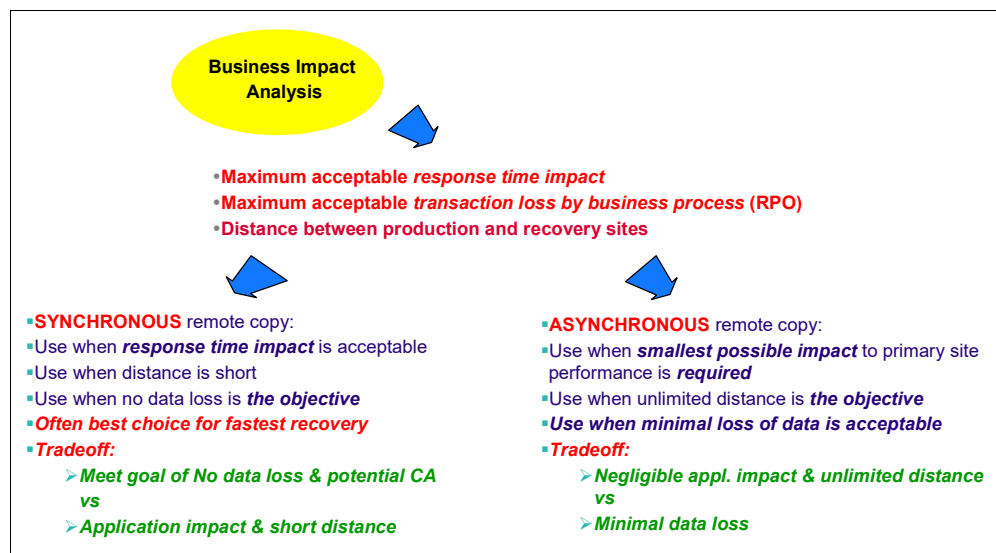 Business Impact
Analysis
•Maximum acceptable response time impact
•Maximum acceptable transaction loss by business process (RPO)
•Distance between production and recovery sites
▪SYNCHRONOUS remote copy:
▪Use when response time impact is acceptable
▪Use when distance is short
▪Use when no data loss is the objective
▪Often best choice for fastest recovery
▪Tradeoff:
➢Meet goal of No data loss & potential CA
vs
➢Application impact & short distance
▪ASYNCHRONOUS remote copy:
▪Use when smallest possible impact to primary site
performance is required
▪Use when unlimited distance is the objective
▪Use when minimal loss of data is acceptable
▪Tradeoff:
➢Negligible appl. impact & unlimited distance
vs
➢Minimal data loss